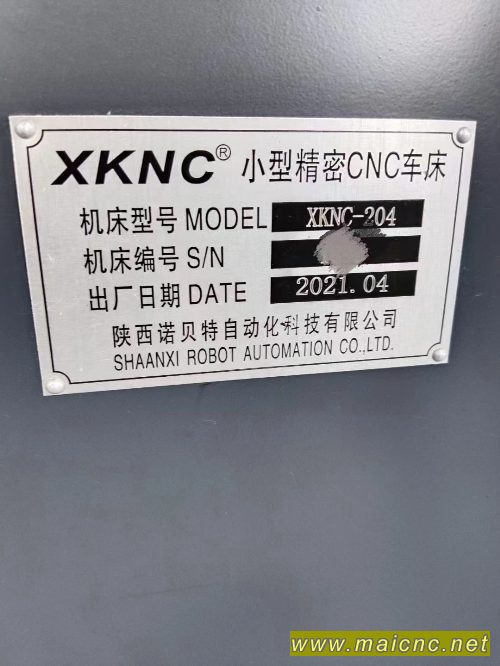 XKNC® 小型精密CNC车床
机床型号 MODEL XKNC-204
机床编号 S/N
出厂日期 DATE 2021.04
陕西诺贝特自动化科技有限公司
SHAANXI ROBOT AUTOMATION CO.,LTD.
www.maicnc.net